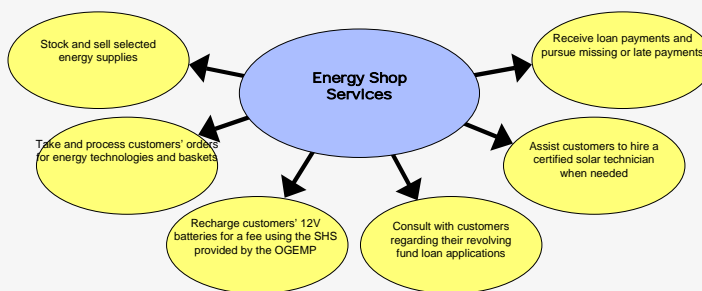 Energy Shop
Services
Stock and sell selected
energy supplies
Take and process customers' orders
for energy technologies and baskets
Recharge customers' 12V
batteries for a fee using the SHS
provided by the OGEMP
Consult with customers
regarding their revolving
fund loan applications
Assist customers to hire a
certified solar technician
when needed
Receive loan payments and
pursue missing or late payments